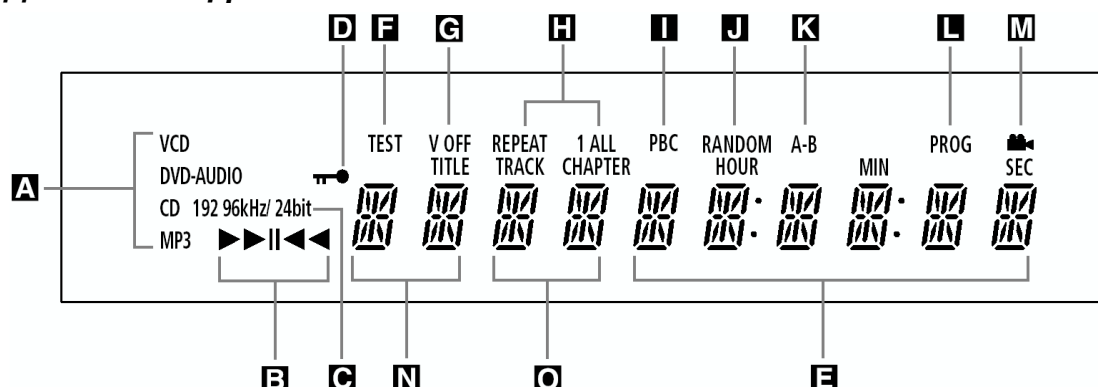 D F G H I J K L M
TEST V OFF REPEAT 1 ALL PBC RANDOM A-B PROG
TITLE TRACK CHAPTER HOUR MIN SEC
VCD
DVD-AUDIO
A
CD 192 96kHz/ 24bit
MP3
B C N O E